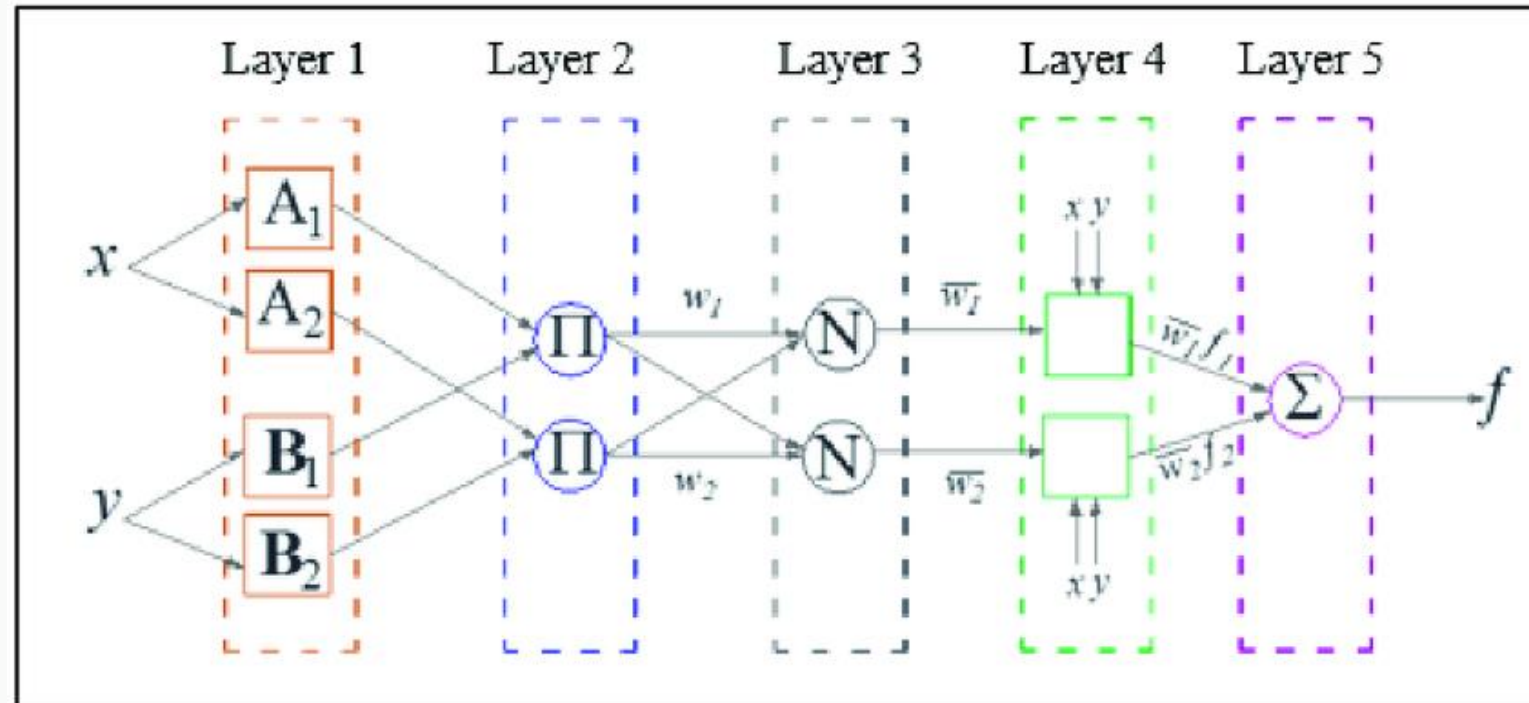 Layer 1 Layer 2 Layer 3 Layer 4 Layer 5
A₁
x y
x
A₂
Π
w₁
N
w̅₁
w̅₁f₁
Σ
f
B₁
Π
w₂
N
w̅₂
w̅₂f₂
y
B₂
x y